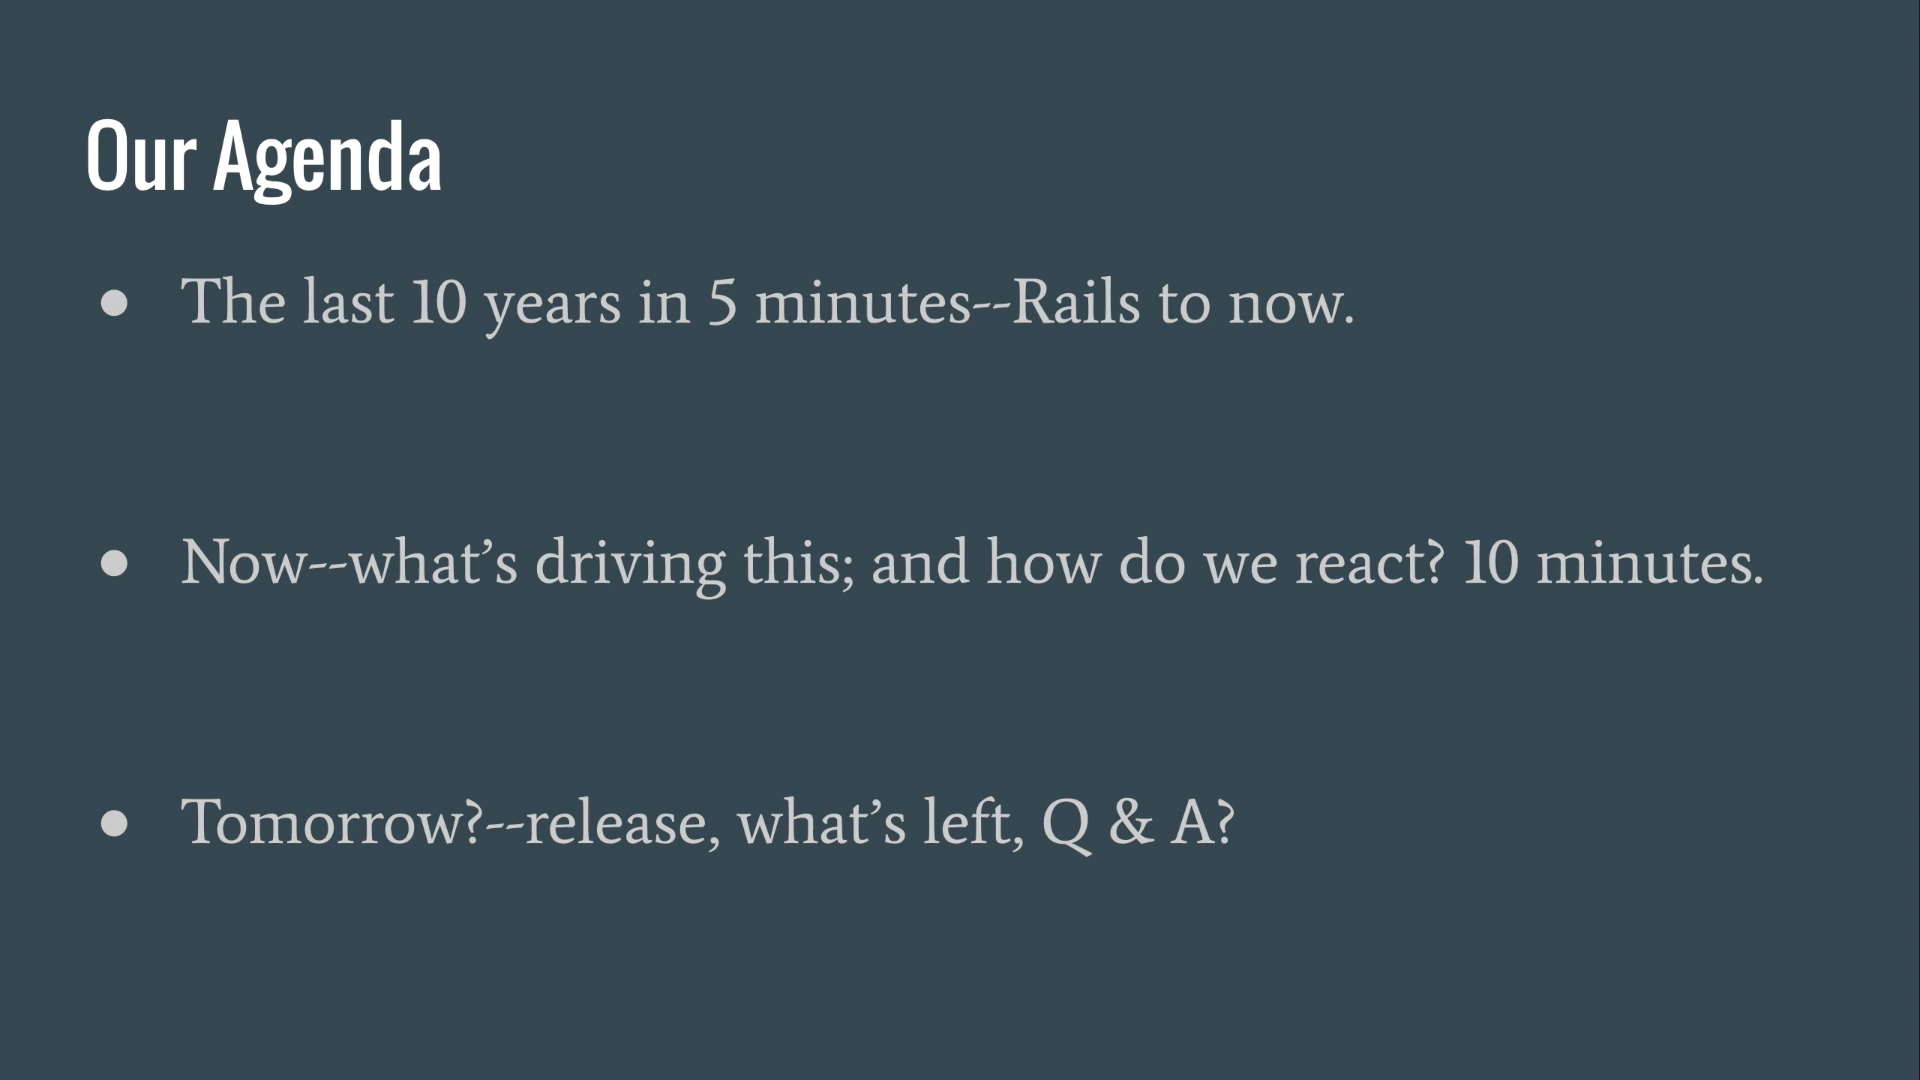 Our Agenda
● The last 10 years in 5 minutes--Rails to now.
● Now--what’s driving this; and how do we react? 10 minutes.
● Tomorrow?--release, what’s left, Q & A?